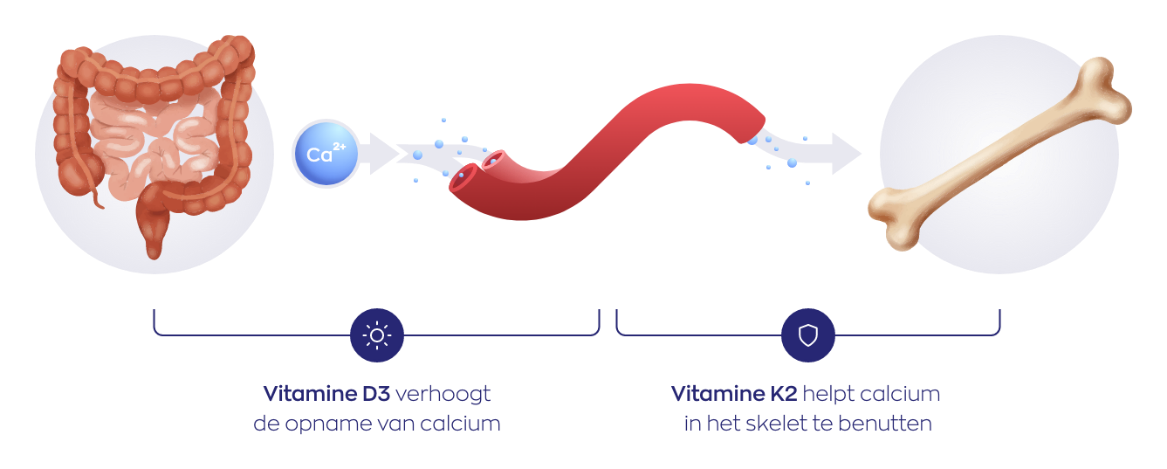 Ca²⁺
Vitamine D3 verhoogt
de opname van calcium
Vitamine K2 helpt calcium
in het skelet te benutten